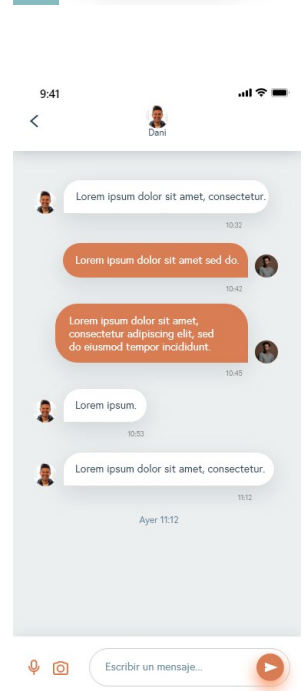 9:41
Dani
Lorem ipsum dolor sit amet, consectetur.
10:32
Lorem ipsum dolor sit amet sed do.
10:42
Lorem ipsum dolor sit amet,
consectetur adipiscing elit, sed
do eiusmod tempor incididunt.
10:45
Lorem ipsum.
10:53
Lorem ipsum dolor sit amet, consectetur.
11:12
Ayer 11:12
Escribir un mensaje...